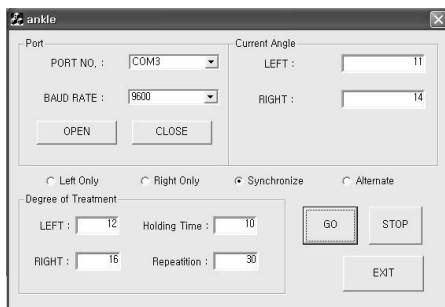 ankle
Port
PORT NO. : COM3
BAUD RATE : 9600
OPEN CLOSE
Current Angle
LEFT : 11
RIGHT : 14
Left Only Right Only Synchronize Alternate
Degree of Treatment
LEFT : 12 Holding Time : 10
RIGHT : 16 Repeatition : 30
GO STOP
EXIT